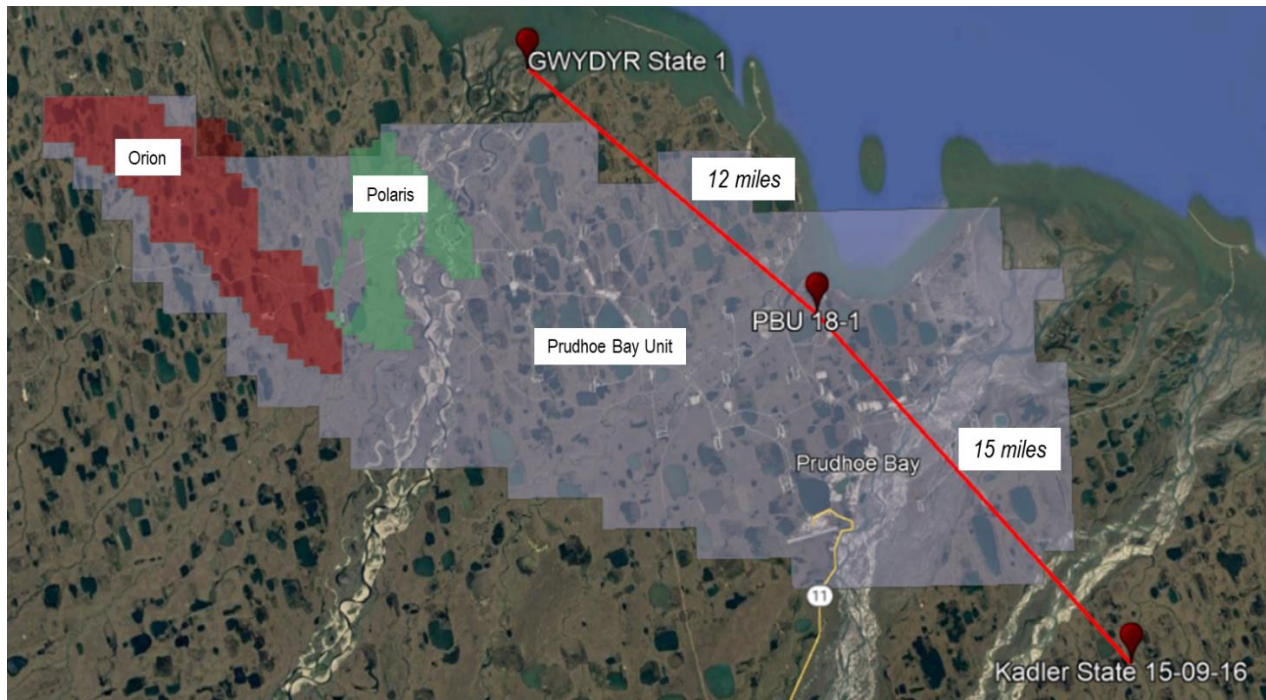 GWYDYR State 1
Orion
12 miles
Polaris
PBU 18-1
Prudhoe Bay Unit
15 miles
Prudhoe Bay
11
Kadler State 15-09-16